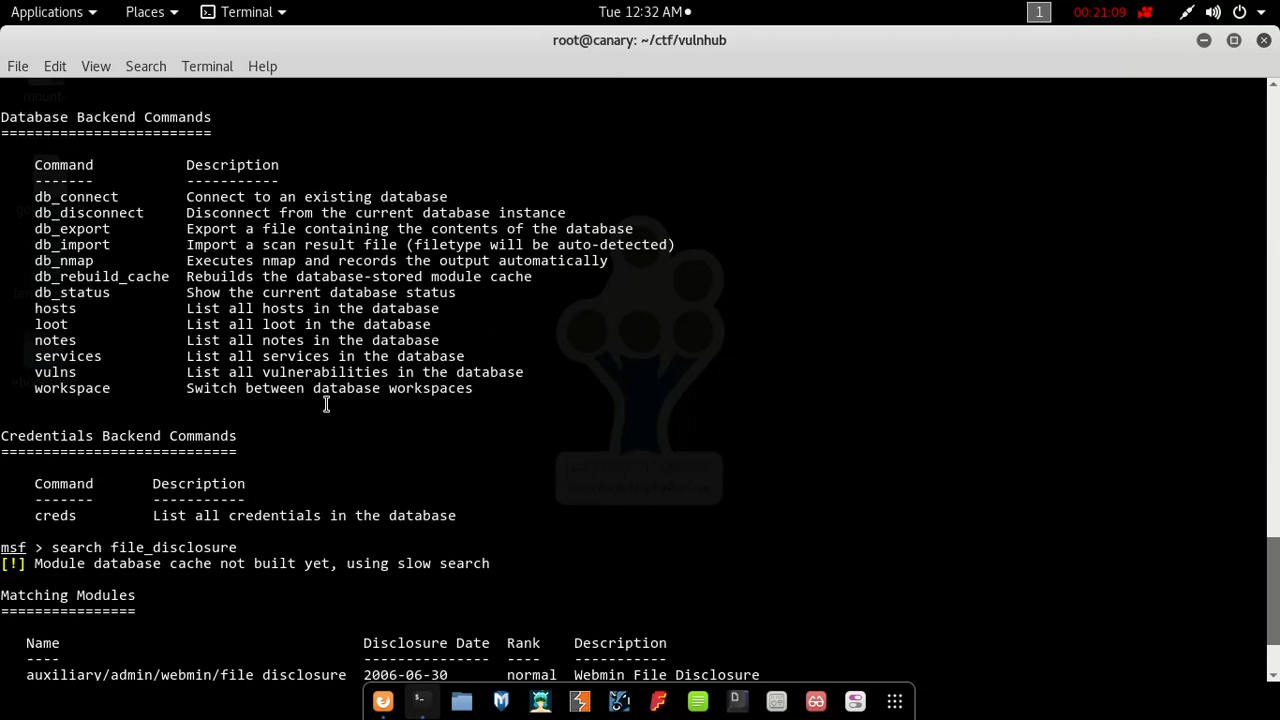 Applications Places Terminal Tue 12:32 AM 1 00:21:09
root@canary: ~/ctf/vulnhub
File Edit View Search Terminal Help
mount-
Database Backend Commands
=========================
Command Description
------- -----------
db_connect Connect to an existing database
db_disconnect Disconnect from the current database instance
db_export Export a file containing the contents of the database
db_import Import a scan result file (filetype will be auto-detected)
db_nmap Executes nmap and records the output automatically
db_rebuild_cache Rebuilds the database-stored module cache
db_status Show the current database status
hosts List all hosts in the database
loot List all loot in the database
notes List all notes in the database
services List all services in the database
vulns List all vulnerabilities in the database
workspace Switch between database workspaces
Credentials Backend Commands
============================
Command Description
------- -----------
creds List all credentials in the database
msf > search file_disclosure
[!] Module database cache not built yet, using slow search
Matching Modules
================
Name Disclosure Date Rank Description
---- --------------- ---- -----------
auxiliary/admin/webmin/file_disclosure 2006-06-30 normal Webmin File Disclosure